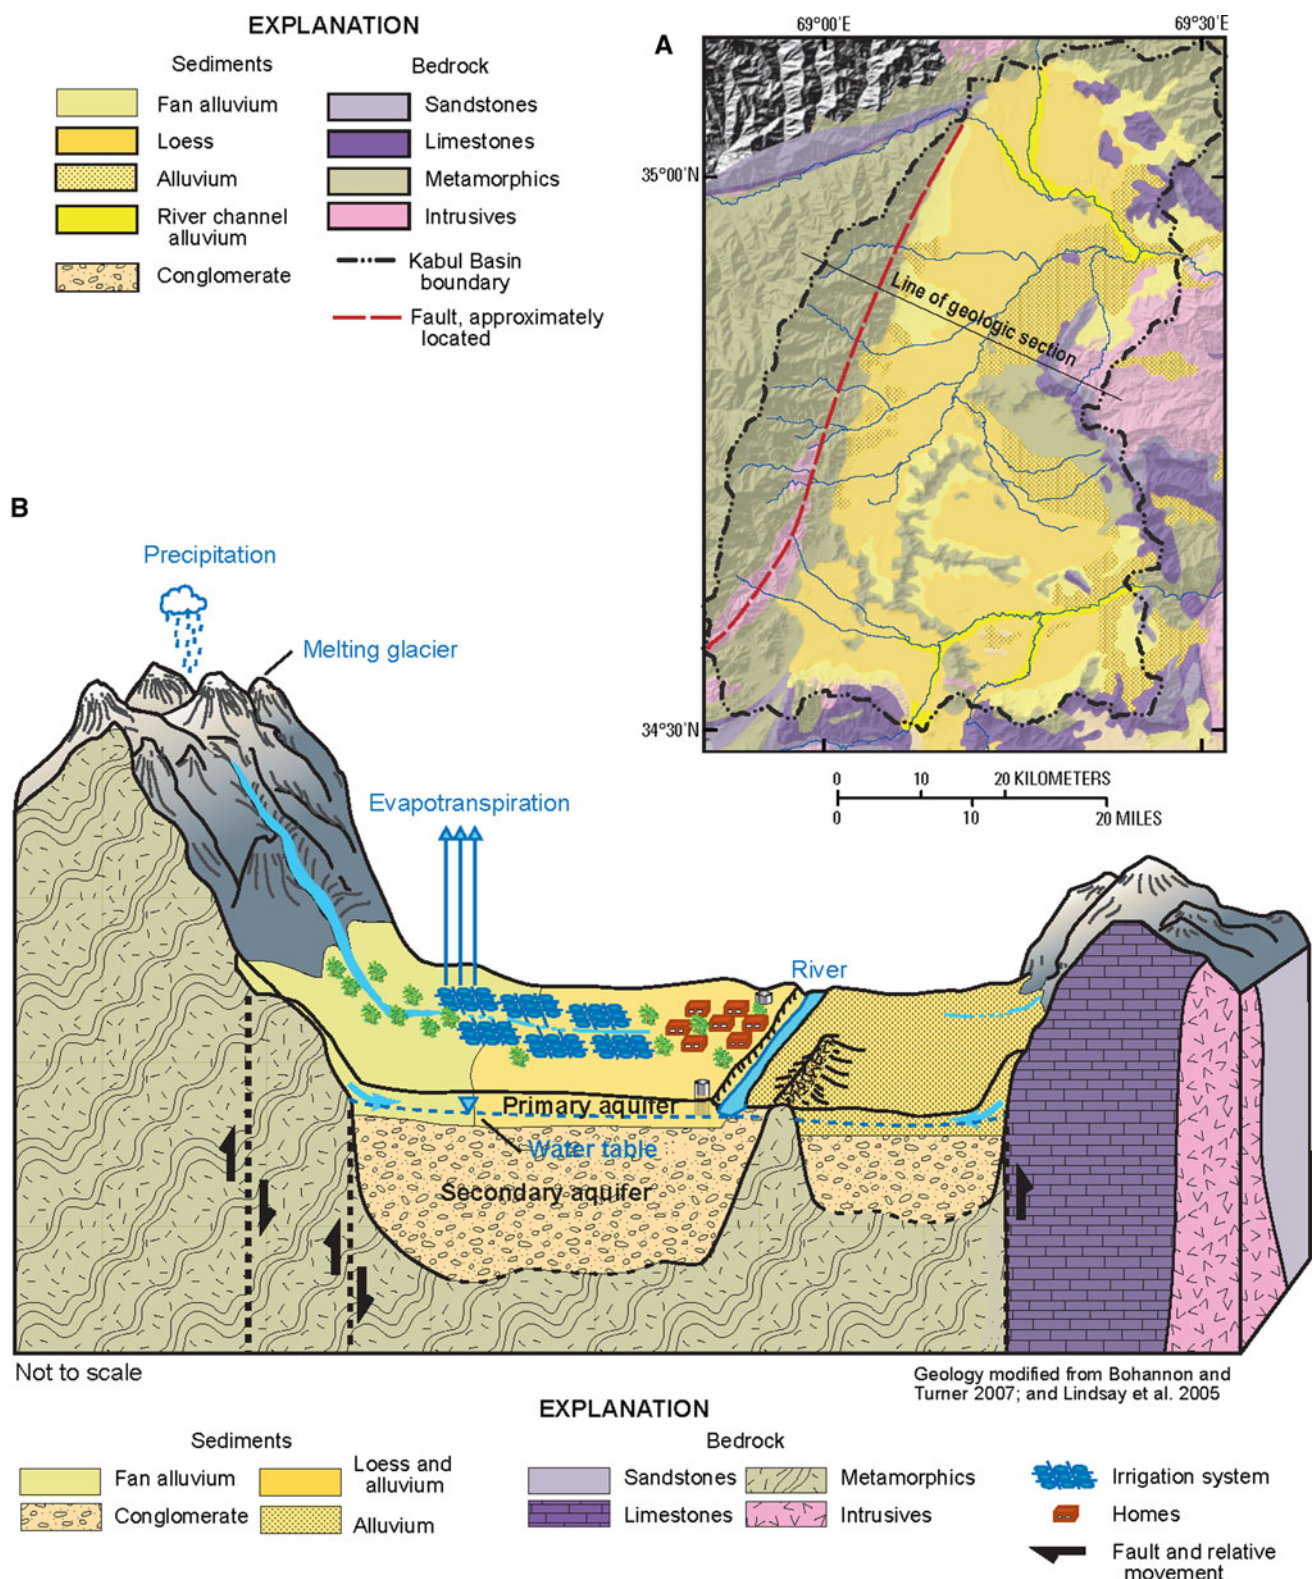 EXPLANATION
Sediments
Fan alluvium
Loess
Alluvium
River channel
alluvium
Conglomerate
Bedrock
Sandstones
Limestones
Metamorphics
Intrusives
Kabul Basin
boundary
Fault, approximately
located
A
69°00'E
69°30'E
35°00'N
34°30'N
Line of geologic section
0 10 20 KILOMETERS
0 10 20 MILES
B
Precipitation
Melting glacier
Evapotranspiration
River
Primary aquifer
Water table
Secondary aquifer
Not to scale
Geology modified from Bohannon and
Turner 2007; and Lindsay et al. 2005
EXPLANATION
Sediments
Fan alluvium
Conglomerate
Loess and
alluvium
Alluvium
Bedrock
Sandstones
Limestones
Metamorphics
Intrusives
Irrigation system
Homes
Fault and relative
movement